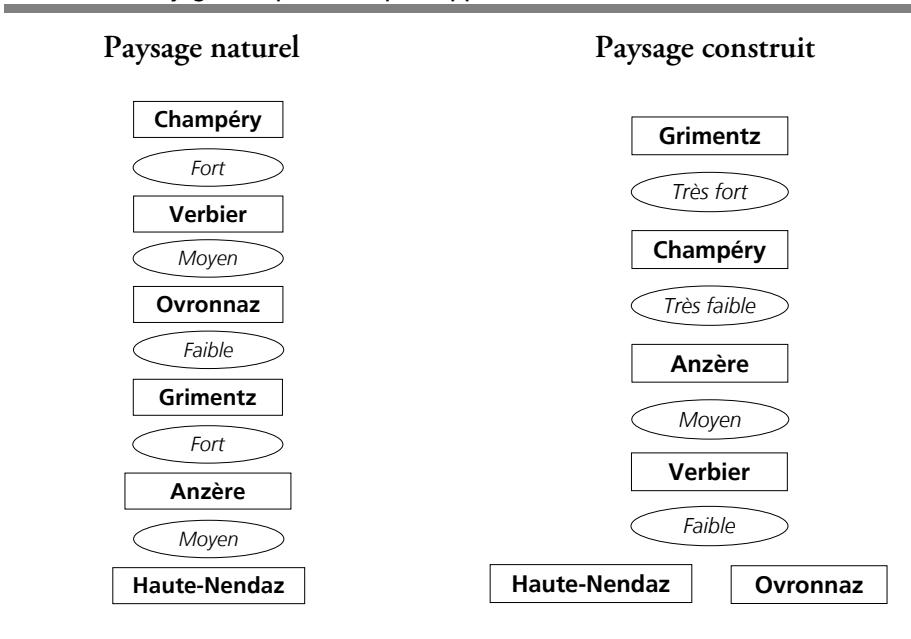 Paysage naturel
Champéry
Fort
Verbier
Moyen
Ovronnaz
Faible
Grimentz
Fort
Anzère
Moyen
Haute-Nendaz
Paysage construit
Grimentz
Très fort
Champéry
Très faible
Anzère
Moyen
Verbier
Faible
Haute-Nendaz Ovronnaz